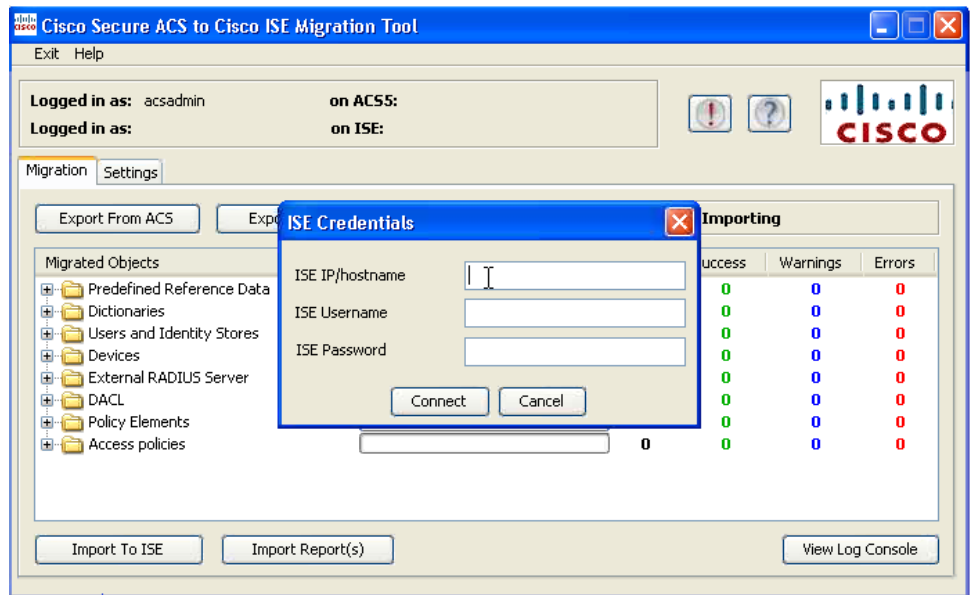 Cisco Secure ACS to Cisco ISE Migration Tool
Exit Help
Logged in as: acsadmin on ACS5:
Logged in as: on ISE:
CISCO
Migration Settings
Export From ACS Expo Importing
ISE Credentials
Migrated Objects uccess Warnings Errors
ISE IP/hostname
ISE Username
ISE Password
Connect Cancel
Predefined Reference Data 0 0 0
Dictionaries 0 0 0
Users and Identity Stores 0 0 0
Devices 0 0 0
External RADIUS Server 0 0 0
DACL 0 0 0
Policy Elements 0 0 0
Access policies 0 0 0 0
Import To ISE Import Report(s) View Log Console